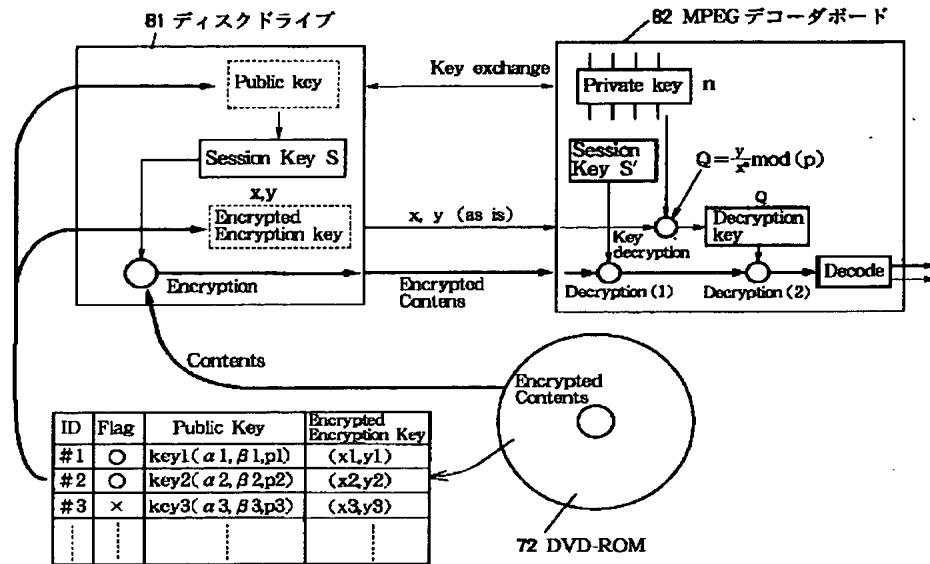 81 ディスクドライブ
82 MPEG デコーダボード
Public key
Key exchange
Private key n
Session Key S
Session
Key S'
Q=y/xⁿ mod (p)
x,y
Encrypted
Encryption key
x, y (as is)
Q
Decryption
key
Key
decryption
Encryption
Encrypted
Contens
Decryption(1)
Decryption(2)
Decode
Contents
Encrypted
Contents
ID Flag Public Key Encrypted Encryption Key
#1 ○ key1(α1,β1,p1) (x1,y1)
#2 ○ key2(α2,β2,p2) (x2,y2)
#3 × key3(α3,β3,p3) (x3,y3)
72 DVD-ROM